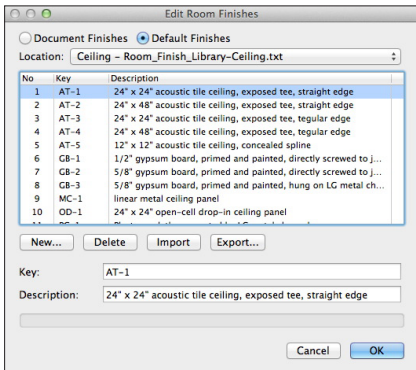 Edit Room Finishes
Document Finishes Default Finishes
Location: Ceiling - Room_Finish_Library-Ceiling.txt
No Key Description
1 AT-1 24" x 24" acoustic tile ceiling, exposed tee, straight edge
2 AT-2 24" x 48" acoustic tile ceiling, exposed tee, straight edge
3 AT-3 24" x 24" acoustic tile ceiling, exposed tee, tegular edge
4 AT-4 24" x 48" acoustic tile ceiling, exposed tee, tegular edge
5 AT-5 12" x 12" acoustic tile ceiling, concealed spline
6 GB-1 1/2" gypsum board, primed and painted, directly screwed to j...
7 GB-2 5/8" gypsum board, primed and painted, directly screwed to j...
8 GB-3 5/8" gypsum board, primed and painted, hung on LG metal ch...
9 MC-1 linear metal ceiling panel
10 OD-1 24" x 24" open-cell drop-in ceiling panel
New... Delete Import Export...
Key: AT-1
Description: 24" x 24" acoustic tile ceiling, exposed tee, straight edge
Cancel OK